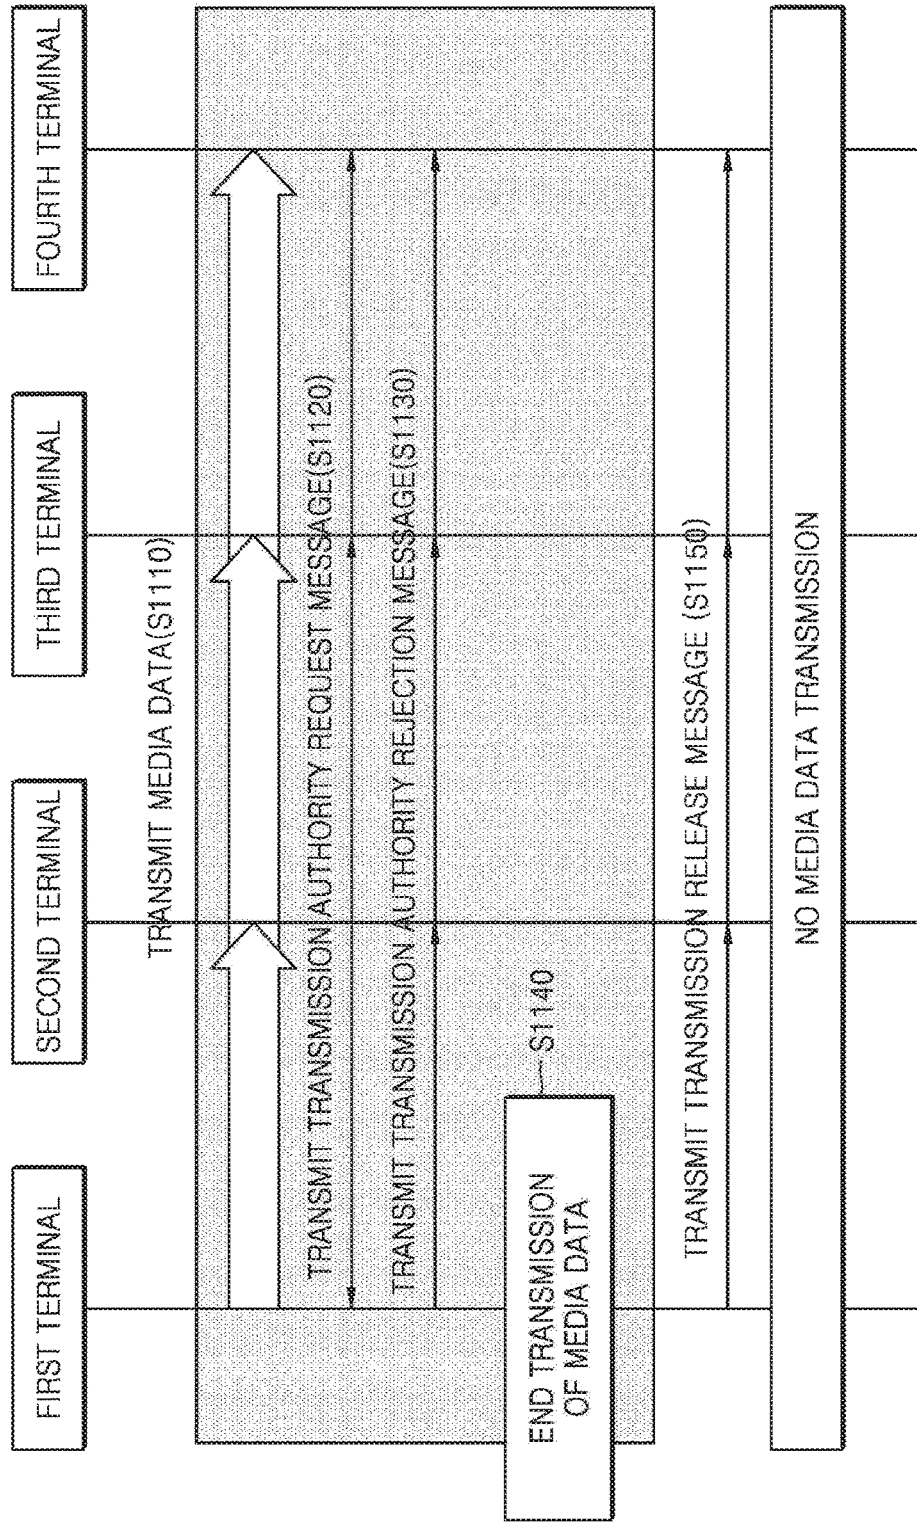 FIRST TERMINAL
SECOND TERMINAL
THIRD TERMINAL
FOURTH TERMINAL
TRANSMIT MEDIA DATA(S1110)
TRANSMIT TRANSMISSION AUTHORITY REQUEST MESSAGE(S1120)
TRANSMIT TRANSMISSION AUTHORITY REJECTION MESSAGE(S1130)
END TRANSMISSION
OF MEDIA DATA
S1140
TRANSMIT TRANSMISSION RELEASE MESSAGE (S1150)
NO MEDIA DATA TRANSMISSION